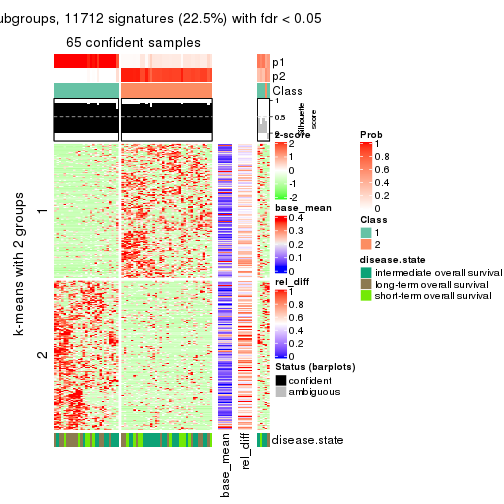 ubgroups, 11712 signatures (22.5%) with fdr < 0.05
65 confident samples
p1
p2
Class
1
0.5
0
Silhouette
score
z-score
2
1
0
-1
-2
base_mean
0.4
0.3
0.2
0.1
0
rel_diff
1
0.8
0.6
0.4
0.2
0
Status (barplots)
confident
ambiguous
Prob
1
0.8
0.6
0.4
0.2
0
Class
1
2
disease.state
intermediate overall survival
long-term overall survival
short-term overall survival
k-means with 2 groups
1
2
disease.state
base_mean
rel_diff